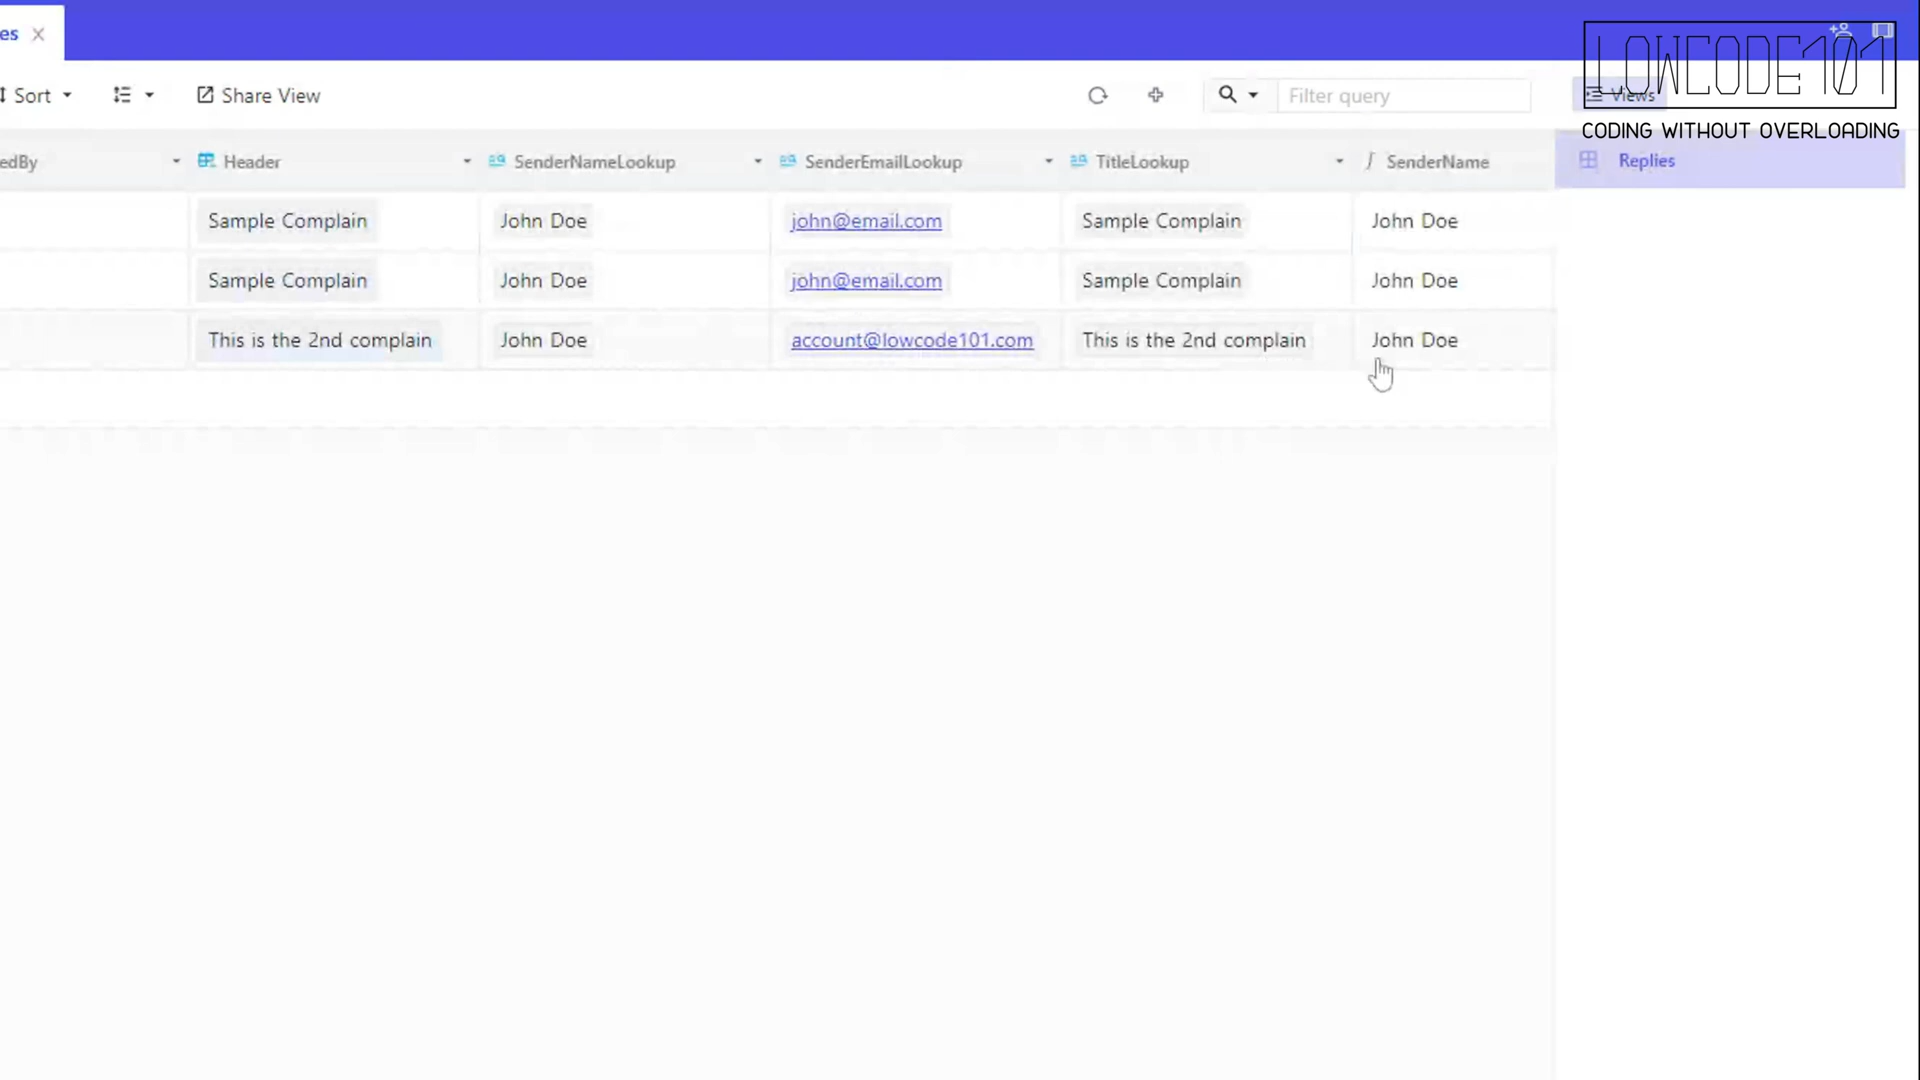 es
LOWCODE101
Sort
Share View
Filter query
Views
CODING WITHOUT OVERLOADING
edBy
Header
SenderNameLookup
SenderEmailLookup
TitleLookup
SenderName
Replies
Sample Complain
John Doe
john@email.com
Sample Complain
John Doe
Sample Complain
John Doe
john@email.com
Sample Complain
John Doe
This is the 2nd complain
John Doe
account@lowcode101.com
This is the 2nd complain
John Doe